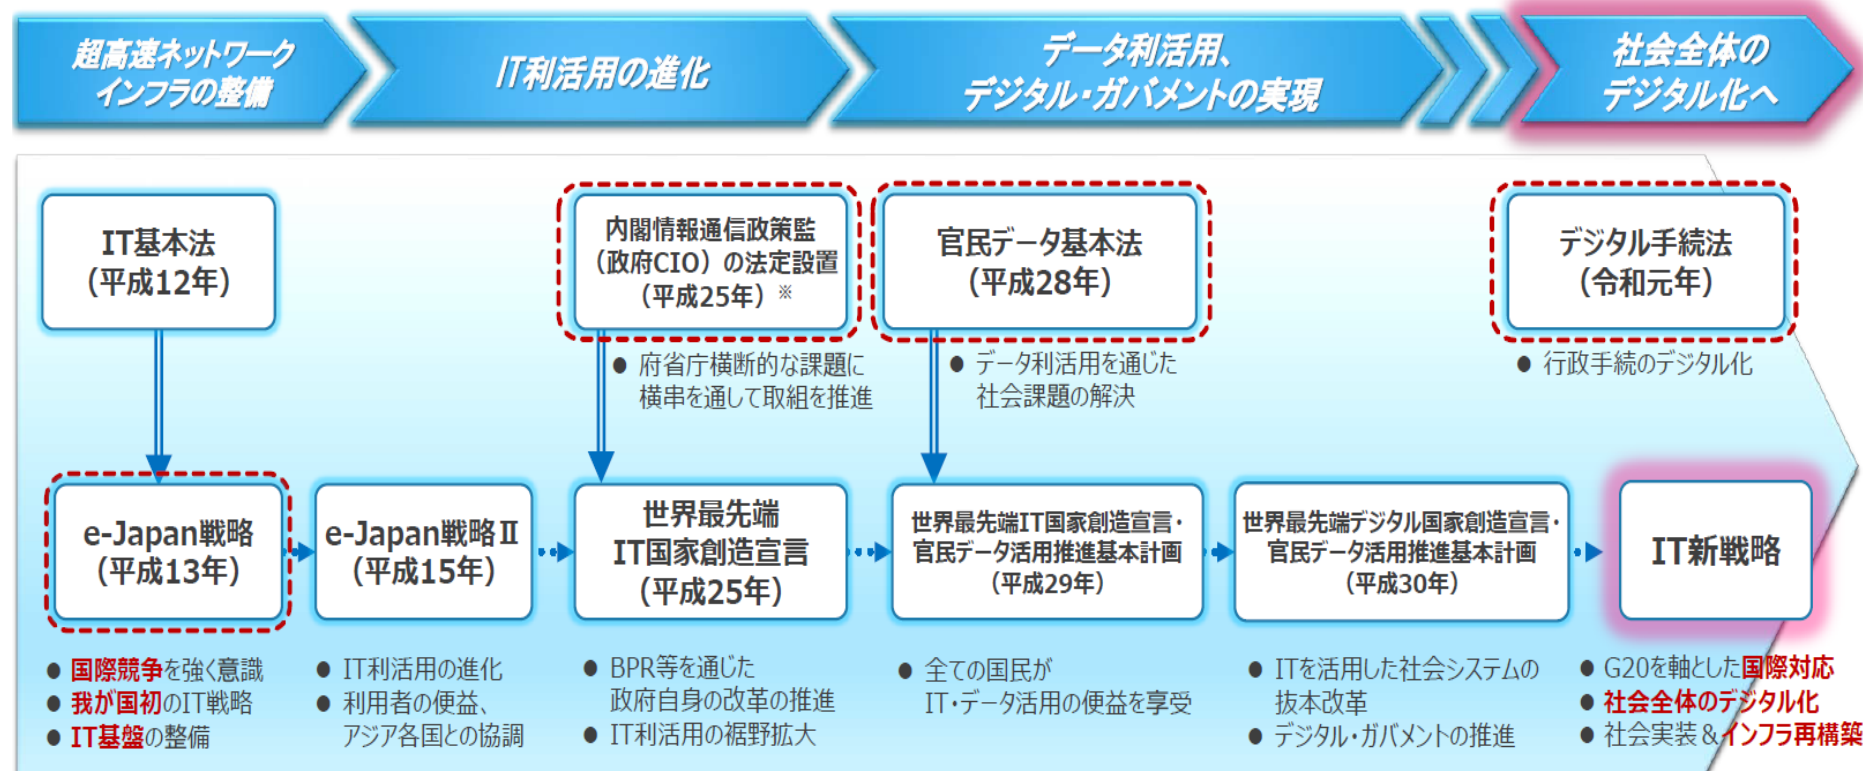 超高速ネットワーク
インフラの整備
IT利活用の進化
データ利活用、
デジタル・ガバメントの実現
社会全体の
デジタル化へ
IT基本法
（平成12年）
内閣情報通信政策監
（政府CIO）の法定設置
（平成25年）※
官民データ基本法
（平成28年）
デジタル手続法
（令和元年）
● 府省庁横断的な課題に
横串を通して取組を推進
● データ利活用を通じた
社会課題の解決
● 行政手続のデジタル化
e-Japan戦略
（平成13年）
e-Japan戦略Ⅱ
（平成15年）
世界最先端
IT国家創造宣言
（平成25年）
世界最先端IT国家創造宣言・
官民データ活用推進基本計画
（平成29年）
世界最先端デジタル国家創造宣言・
官民データ活用推進基本計画
（平成30年）
IT新戦略
● 国際競争を強く意識
● 我が国初のIT戦略
● IT基盤の整備
● IT利活用の進化
● 利用者の便益、
アジア各国との協調
● BPR等を通じた
政府自身の改革の推進
● IT利活用の裾野拡大
● 全ての国民が
IT・データ活用の便益を享受
● ITを活用した社会システムの
抜本改革
● デジタル・ガバメントの推進
● G20を軸とした国際対応
● 社会全体のデジタル化
● 社会実装＆インフラ再構築